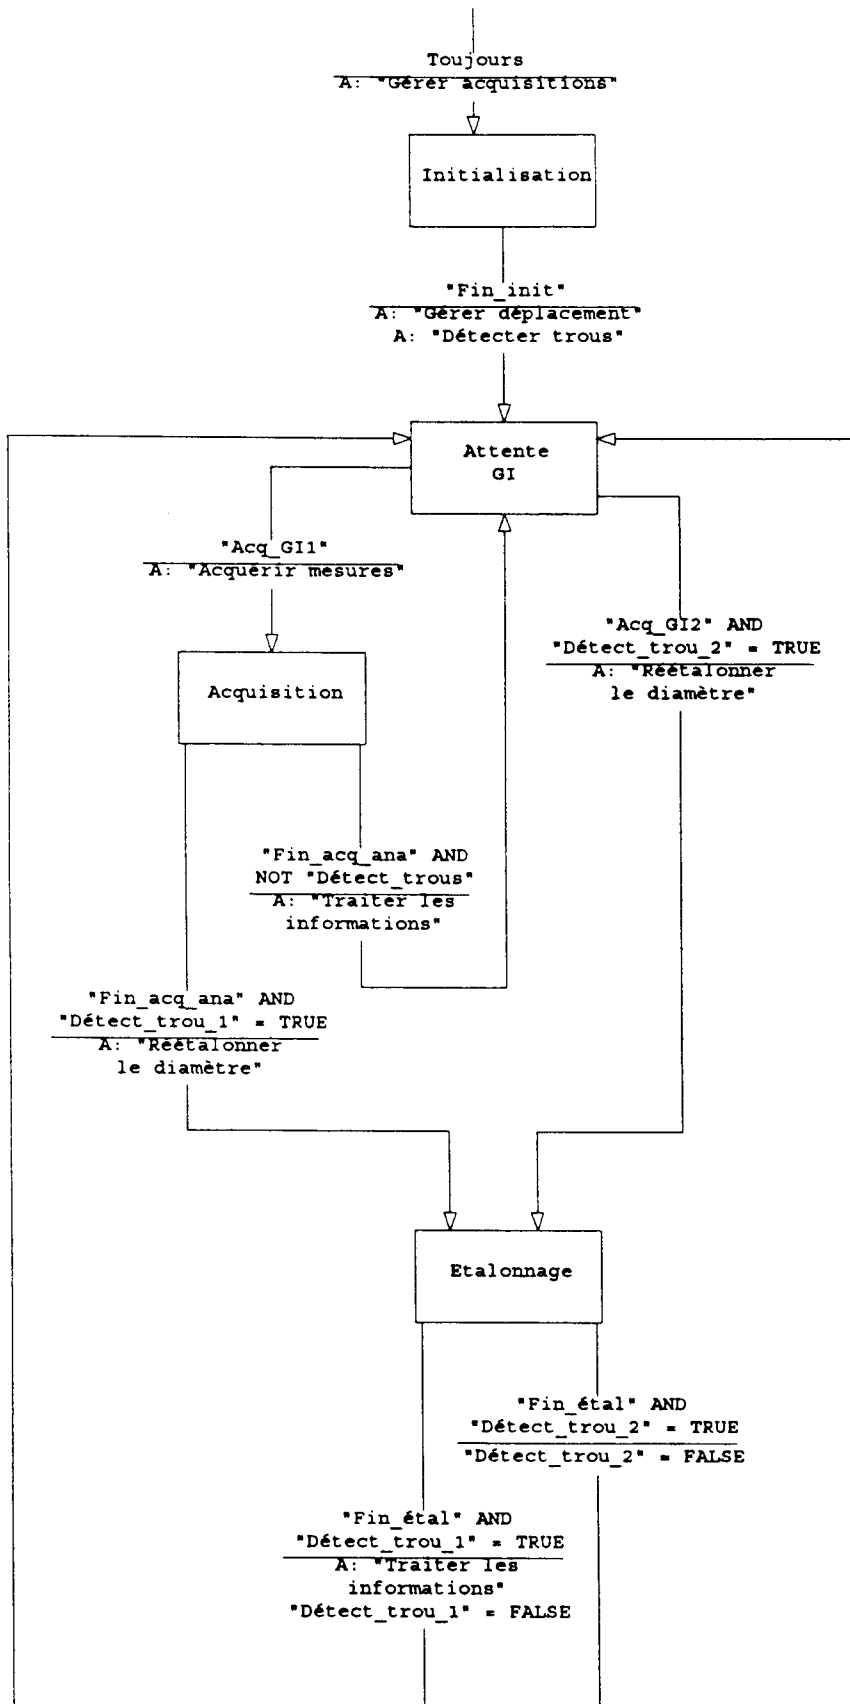 Toujours
A: "Gérer acquisitions"
Initialisation
"Fin_init"
A: "Gérer déplacement"
A: "Détecter trous"
Attente
GI
"Acq_GI1"
A: "Acquérir mesures"
"Acq_GI2" AND
"Détect_trou_2" = TRUE
A: "Réétalonner
le diamètre"
Acquisition
"Fin_acq_ana" AND
NOT "Détect_trous"
A: "Traiter les
informations"
"Fin_acq_ana" AND
"Détect_trou_1" = TRUE
A: "Réétalonner
le diamètre"
Etalonnage
"Fin_étal" AND
"Détect_trou_2" = TRUE
"Détect_trou_2" = FALSE
"Fin_étal" AND
"Détect_trou_1" = TRUE
A: "Traiter les
informations"
"Détect_trou_1" = FALSE